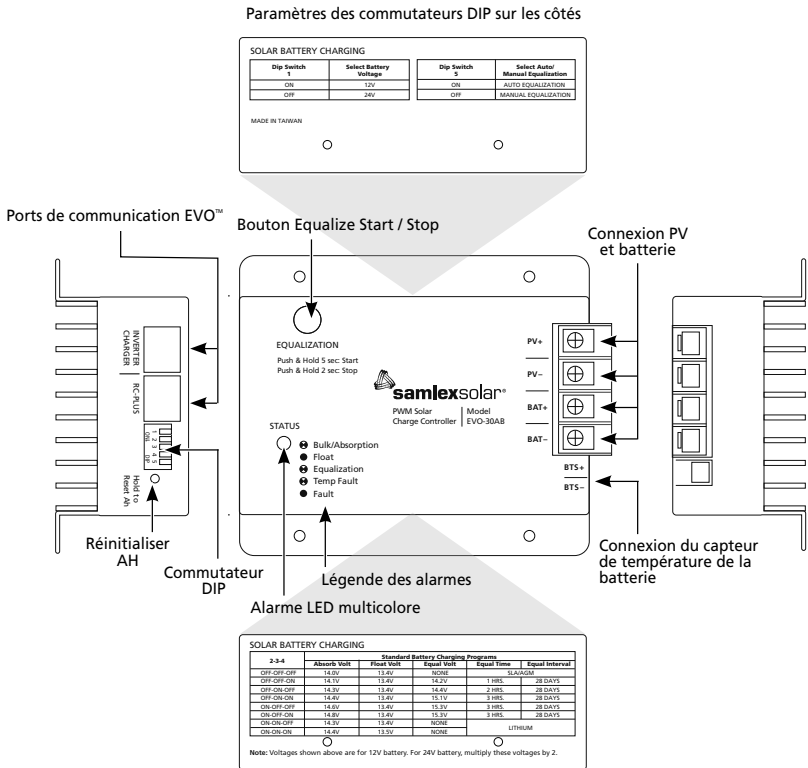 Paramètres des commutateurs DIP sur les côtés
SOLAR BATTERY CHARGING
Dip Switch 1 Select Battery Voltage Dip Switch 5 Select Auto/ Manual Equalization
ON 12V ON AUTO EQUALIZATION
OFF 24V OFF MANUAL EQUALIZATION
MADE IN TAIWAN
Ports de communication EVO™
Bouton Equalize Start / Stop
Connexion PV
et batterie
INVERTER
CHARGER
RC-PLUS
1 2 3 4 5
ON DIP
Hold to
Reset Ah
EQUALIZATION
Push & Hold 5 sec: Start
Push & Hold 2 sec: Stop
samlexsolar®
PWM Solar
Charge Controller
Model
EVO-30AB
STATUS
Bulk/Absorption
Float
Equalization
Temp Fault
Fault
PV+
PV−
BAT+
BAT−
BTS+
BTS−
Réinitialiser
AH
Commutateur
DIP
Légende des alarmes
Alarme LED multicolore
Connexion du capteur
de température de la
batterie
SOLAR BATTERY CHARGING
2-3-4 Standard Battery Charging Programs
Absorb Volt Float Volt Equal Volt Equal Time Equal Interval
OFF-OFF-OFF 14.0V 13.4V NONE SLA/AGM
OFF-OFF-ON 14.1V 13.4V 14.2V 1 HRS. 28 DAYS
OFF-ON-OFF 14.3V 13.4V 14.4V 2 HRS. 28 DAYS
OFF-ON-ON 14.4V 13.4V 15.1V 3 HRS. 28 DAYS
ON-OFF-OFF 14.6V 13.4V 15.3V 3 HRS. 28 DAYS
ON-OFF-ON 14.8V 13.4V 15.3V 3 HRS. 28 DAYS
ON-ON-OFF 14.3V 13.4V NONE LITHIUM
ON-ON-ON 14.4V 13.5V NONE
Note: Voltages shown above are for 12V battery. For 24V battery, multiply these voltages by 2.